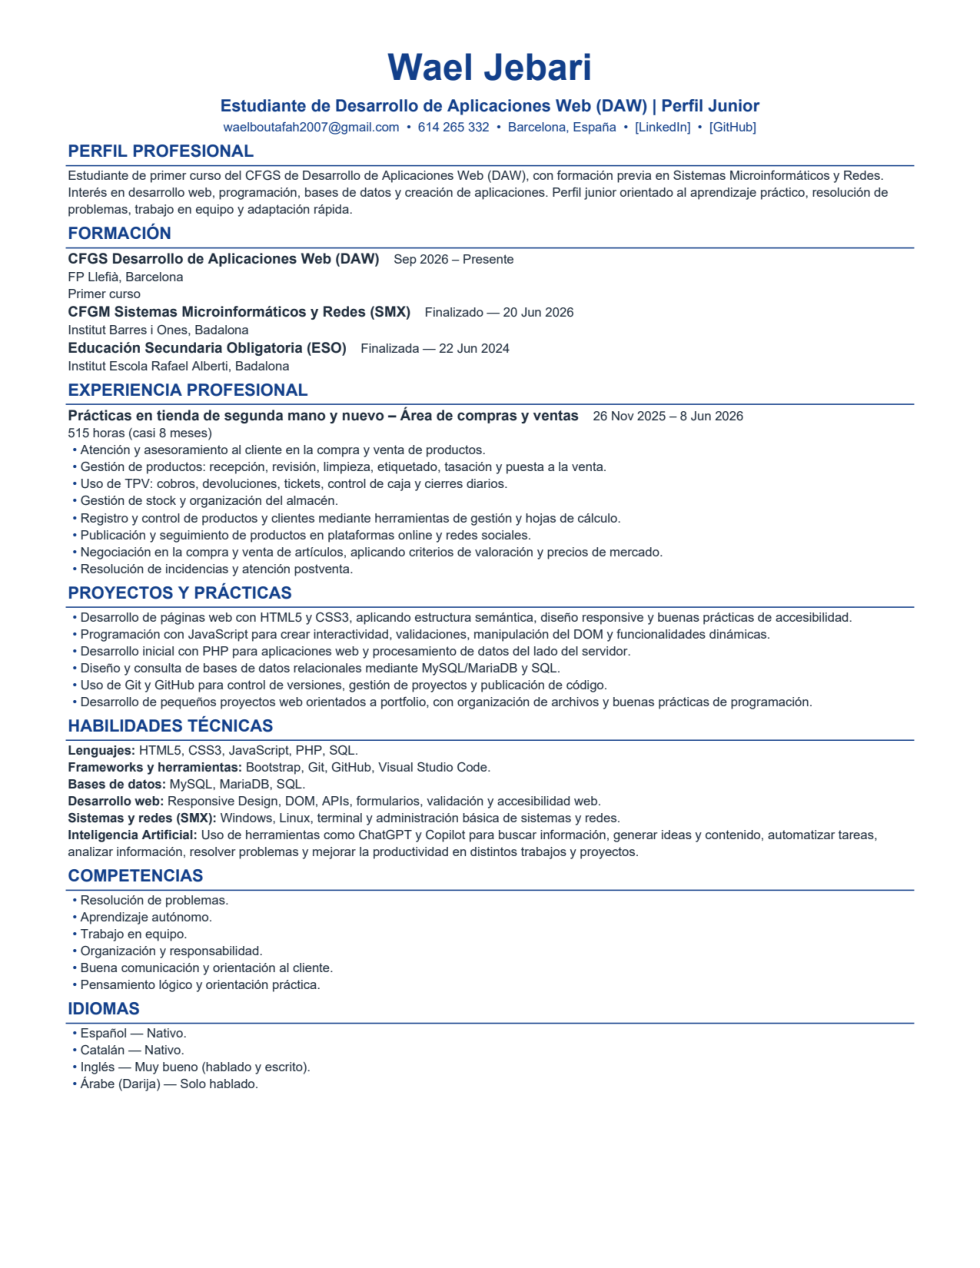 Wael Jebari
Estudiante de Desarrollo de Aplicaciones Web (DAW) | Perfil Junior
waelboutafah2007@gmail.com • 614 265 332 • Barcelona, España • [LinkedIn] • [GitHub]
PERFIL PROFESIONAL
Estudiante de primer curso del CFGS de Desarrollo de Aplicaciones Web (DAW), con formación previa en Sistemas Microinformáticos y Redes.
Interés en desarrollo web, programación, bases de datos y creación de aplicaciones. Perfil junior orientado al aprendizaje práctico, resolución de
problemas, trabajo en equipo y adaptación rápida.
FORMACIÓN
CFGS Desarrollo de Aplicaciones Web (DAW) Sep 2026 – Presente
FP Llefià, Barcelona
Primer curso
CFGM Sistemas Microinformáticos y Redes (SMX) Finalizado — 20 Jun 2026
Institut Barres i Ones, Badalona
Educación Secundaria Obligatoria (ESO) Finalizada — 22 Jun 2024
Institut Escola Rafael Alberti, Badalona
EXPERIENCIA PROFESIONAL
Prácticas en tienda de segunda mano y nuevo – Área de compras y ventas 26 Nov 2025 – 8 Jun 2026
515 horas (casi 8 meses)
• Atención y asesoramiento al cliente en la compra y venta de productos.
• Gestión de productos: recepción, revisión, limpieza, etiquetado, tasación y puesta a la venta.
• Uso de TPV: cobros, devoluciones, tickets, control de caja y cierres diarios.
• Gestión de stock y organización del almacén.
• Registro y control de productos y clientes mediante herramientas de gestión y hojas de cálculo.
• Publicación y seguimiento de productos en plataformas online y redes sociales.
• Negociación en la compra y venta de artículos, aplicando criterios de valoración y precios de mercado.
• Resolución de incidencias y atención postventa.
PROYECTOS Y PRÁCTICAS
• Desarrollo de páginas web con HTML5 y CSS3, aplicando estructura semántica, diseño responsive y buenas prácticas de accesibilidad.
• Programación con JavaScript para crear interactividad, validaciones, manipulación del DOM y funcionalidades dinámicas.
• Desarrollo inicial con PHP para aplicaciones web y procesamiento de datos del lado del servidor.
• Diseño y consulta de bases de datos relacionales mediante MySQL/MariaDB y SQL.
• Uso de Git y GitHub para control de versiones, gestión de proyectos y publicación de código.
• Desarrollo de pequeños proyectos web orientados a portfolio, con organización de archivos y buenas prácticas de programación.
HABILIDADES TÉCNICAS
Lenguajes: HTML5, CSS3, JavaScript, PHP, SQL.
Frameworks y herramientas: Bootstrap, Git, GitHub, Visual Studio Code.
Bases de datos: MySQL, MariaDB, SQL.
Desarrollo web: Responsive Design, DOM, APIs, formularios, validación y accesibilidad web.
Sistemas y redes (SMX): Windows, Linux, terminal y administración básica de sistemas y redes.
Inteligencia Artificial: Uso de herramientas como ChatGPT y Copilot para buscar información, generar ideas y contenido, automatizar tareas,
analizar información, resolver problemas y mejorar la productividad en distintos trabajos y proyectos.
COMPETENCIAS
• Resolución de problemas.
• Aprendizaje autónomo.
• Trabajo en equipo.
• Organización y responsabilidad.
• Buena comunicación y orientación al cliente.
• Pensamiento lógico y orientación práctica.
IDIOMAS
• Español — Nativo.
• Catalán — Nativo.
• Inglés — Muy bueno (hablado y escrito).
• Árabe (Darija) — Solo hablado.